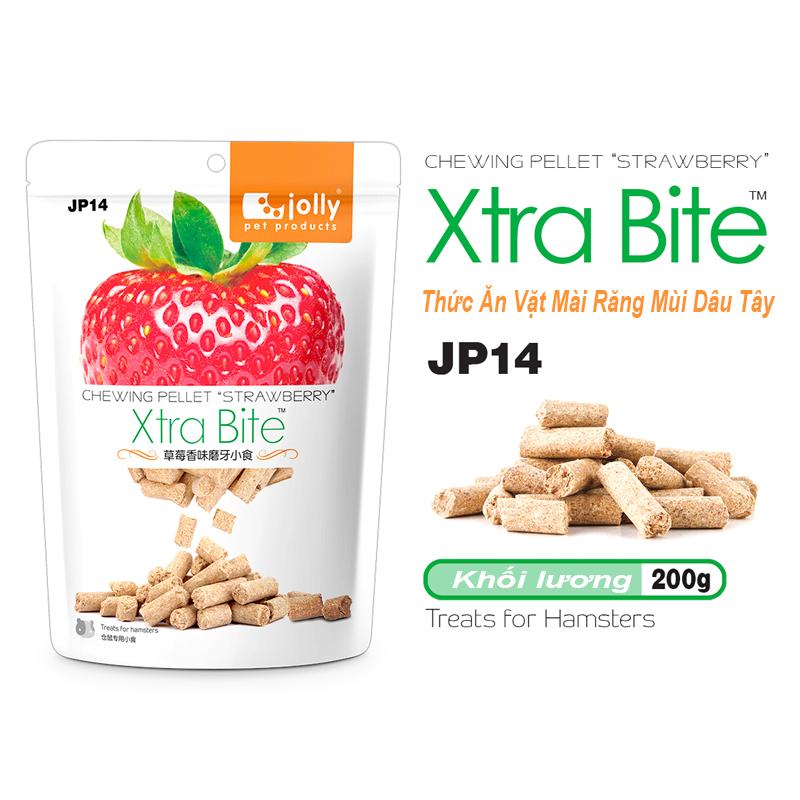 JP14
jolly®
pet products
CHEWING PELLET “STRAWBERRY”
Xtra Bite™
草莓香味磨牙小食
Treats for hamsters
仓鼠专用小食
CHEWING PELLET “STRAWBERRY”
Xtra Bite™
Thức Ăn Vặt Mài Răng Mùi Dâu Tây
JP14
Khối lương 200g
Treats for Hamsters